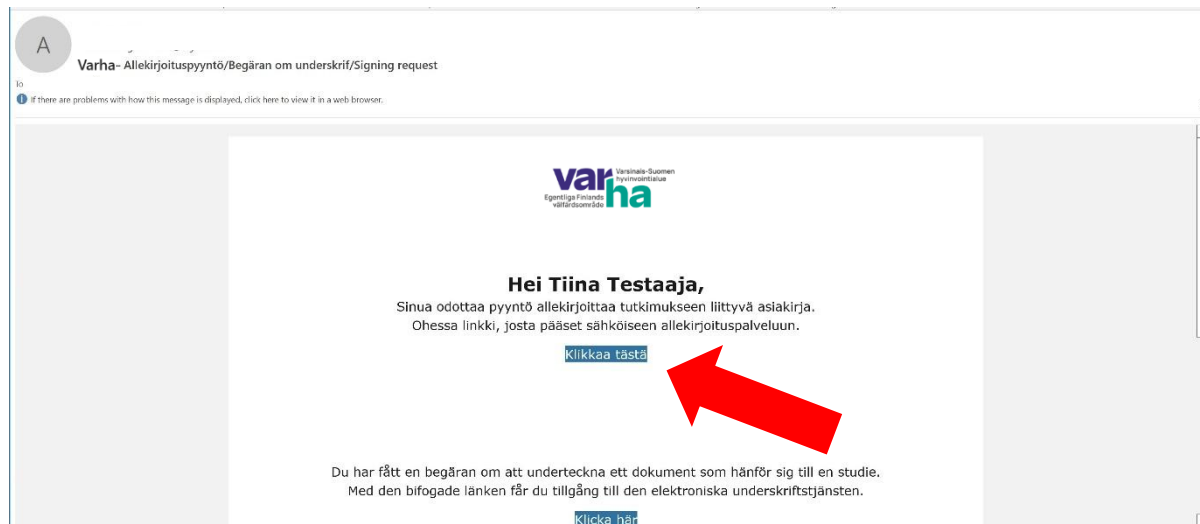 A
Varha- Allekirjoituspyyntö/Begäran om underskrif/Signing request
To
If there are problems with how this message is displayed, click here to view it in a web browser.
varha
Varsinais-Suomen
hyvinvointialue
Egentliga Finlands
välfärdsområde
Hei Tiina Testaaja,
Sinua odottaa pyyntö allekirjoittaa tutkimukseen liittyvä asiakirja.
Ohessa linkki, josta pääset sähköiseen allekirjoituspalveluun.
Klikkaa tästä
Du har fått en begäran om att underteckna ett dokument som hänför sig till en studie.
Med den bifogade länken får du tillgång till den elektroniska underskriftstjänsten.
Klicka här